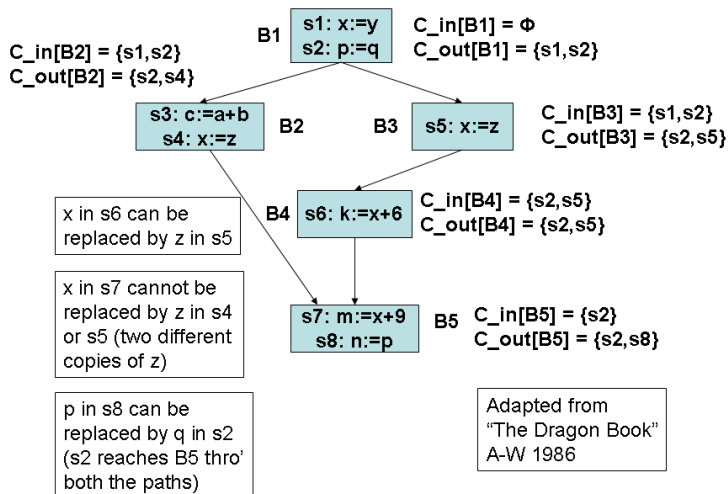 B1
s1: x:=y
s2: p:=q
C_in[B1] = Φ
C_out[B1] = {s1,s2}
C_in[B2] = {s1,s2}
C_out[B2] = {s2,s4}
s3: c:=a+b
s4: x:=z
B2
B3
s5: x:=z
C_in[B3] = {s1,s2}
C_out[B3] = {s2,s5}
x in s6 can be
replaced by z in s5
B4
s6: k:=x+6
C_in[B4] = {s2,s5}
C_out[B4] = {s2,s5}
x in s7 cannot be
replaced by z in s4
or s5 (two different
copies of z)
s7: m:=x+9
s8: n:=p
B5
C_in[B5] = {s2}
C_out[B5] = {s2,s8}
p in s8 can be
replaced by q in s2
(s2 reaches B5 thro'
both the paths)
Adapted from
“The Dragon Book”
A-W 1986